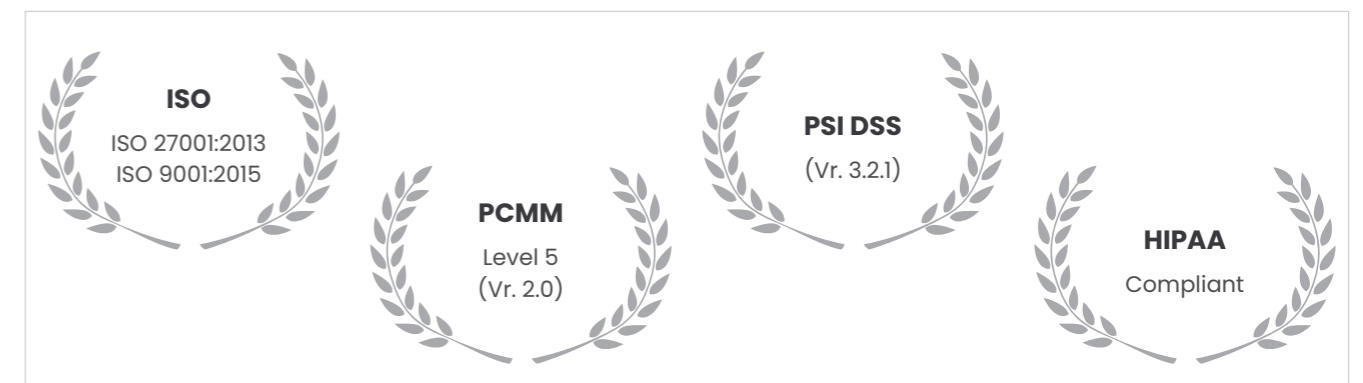 ISO
ISO 27001:2013
ISO 9001:2015
PCMM
Level 5
(Vr. 2.0)
PSI DSS
(Vr. 3.2.1)
HIPAA
Compliant